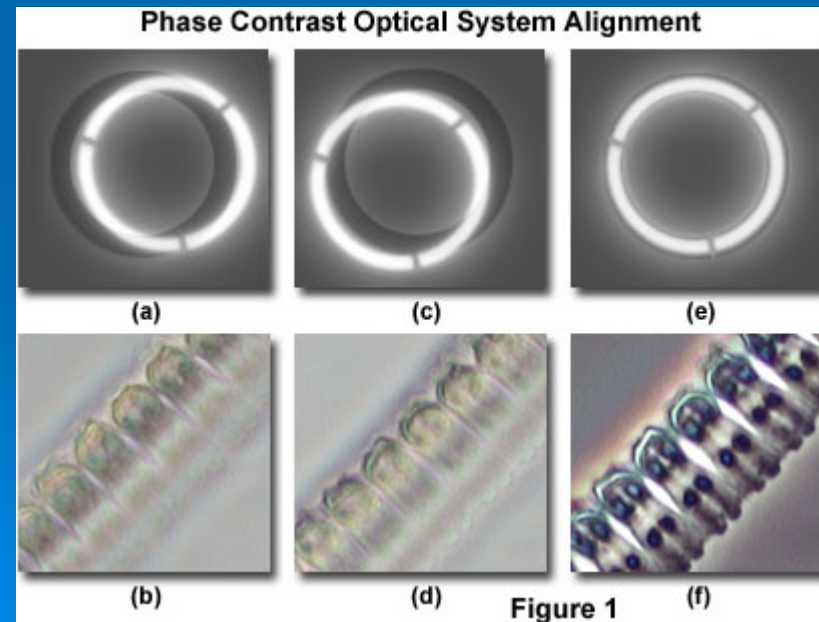 Phase Contrast Optical System Alignment
(a) (c) (e)
(b) (d) (f)
Figure 1